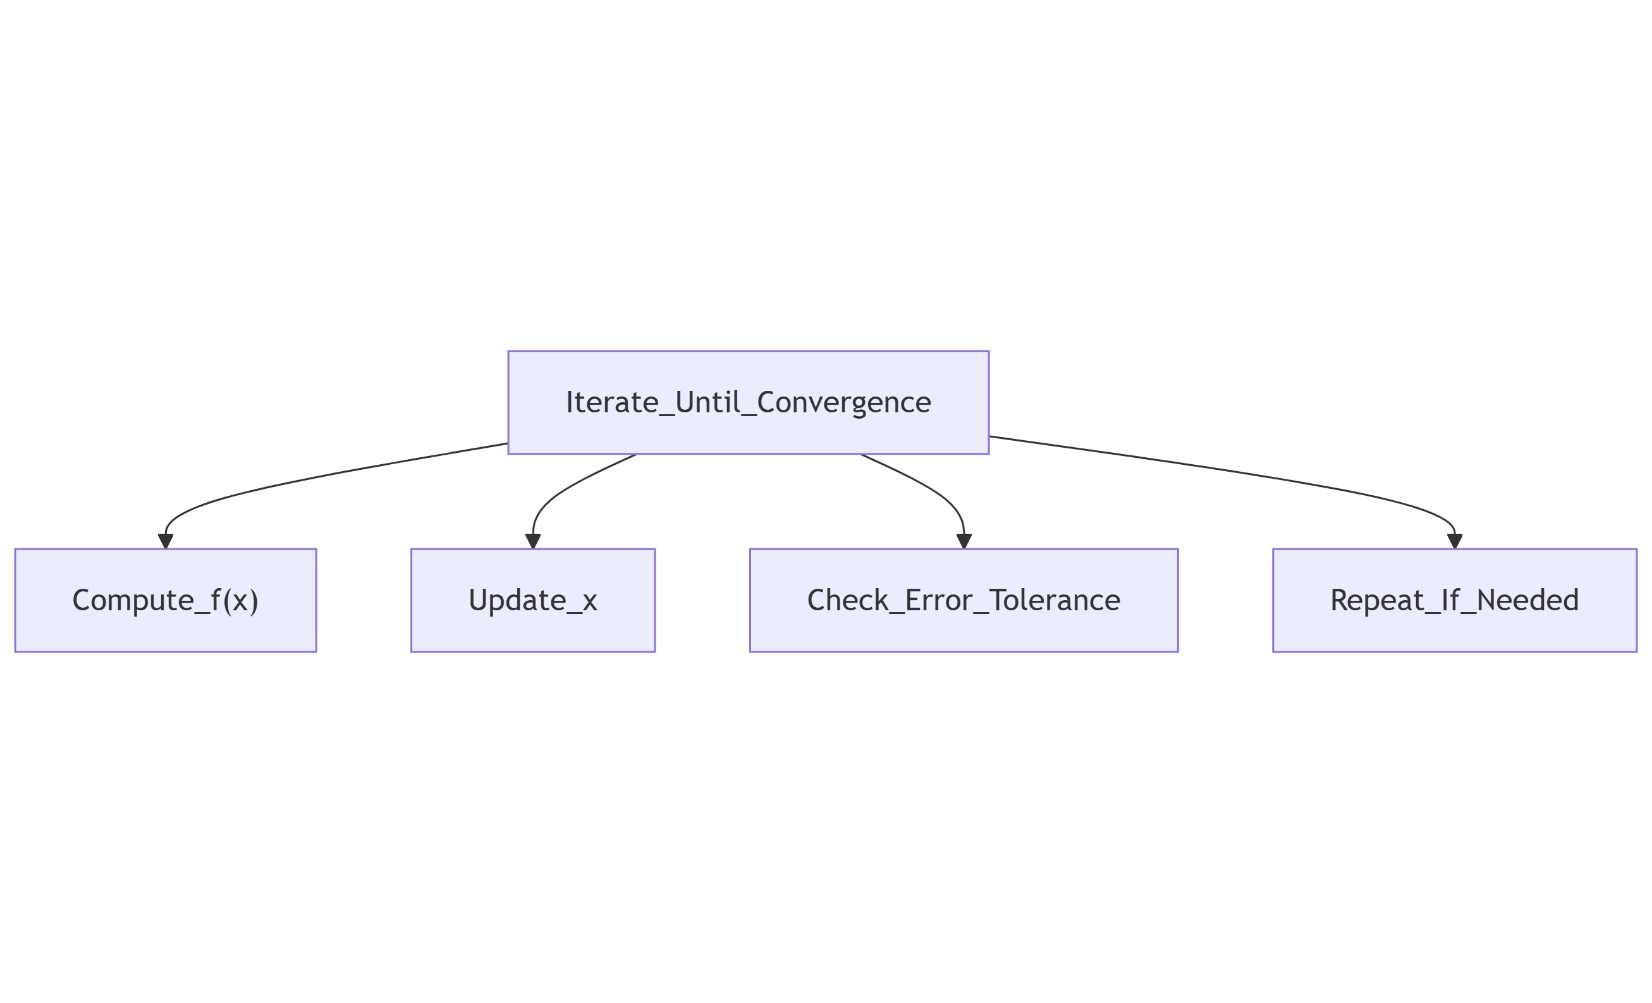 Iterate_Until_Convergence
Compute_f(x)
Update_x
Check_Error_Tolerance
Repeat_If_Needed